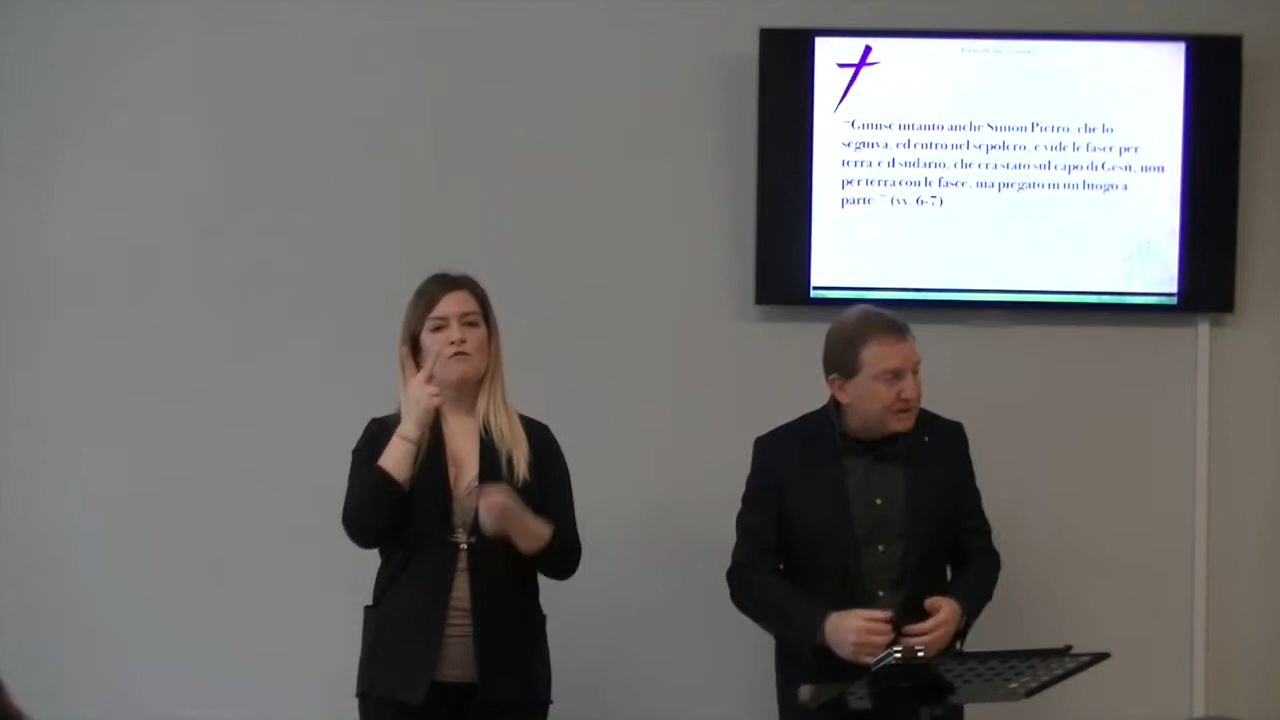 “Giunse intanto anche Simon Pietro, che lo
seguiva, ed entrò nel sepolcro, e vide le fasce per
terra e il sudario, che era stato sul capo di Gesù, non
per terra con le fasce, ma piegato in un luogo a
parte.” (vv. 6-7)